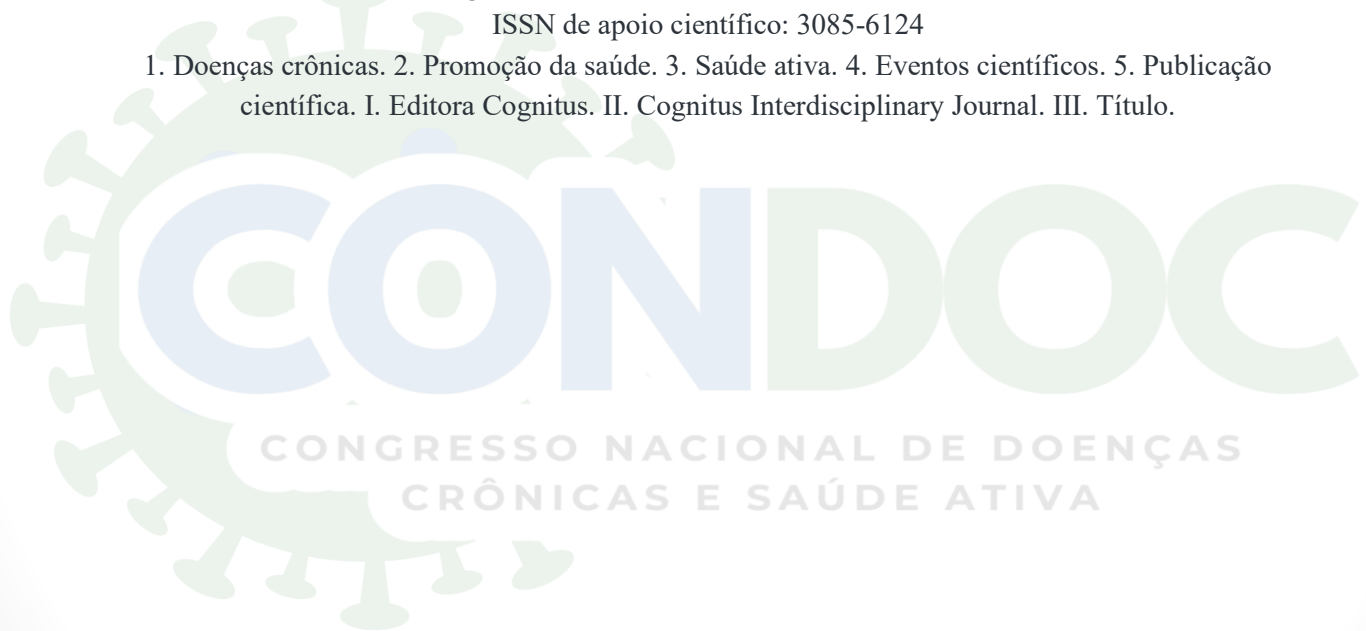 ISSN de apoio científico: 3085-6124
1. Doenças crônicas. 2. Promoção da saúde. 3. Saúde ativa. 4. Eventos científicos. 5. Publicação
científica. I. Editora Cognitus. II. Cognitus Interdisciplinary Journal. III. Título.
CONDOC
CONGRESSO NACIONAL DE DOENÇAS
CRÔNICAS E SAÚDE ATIVA